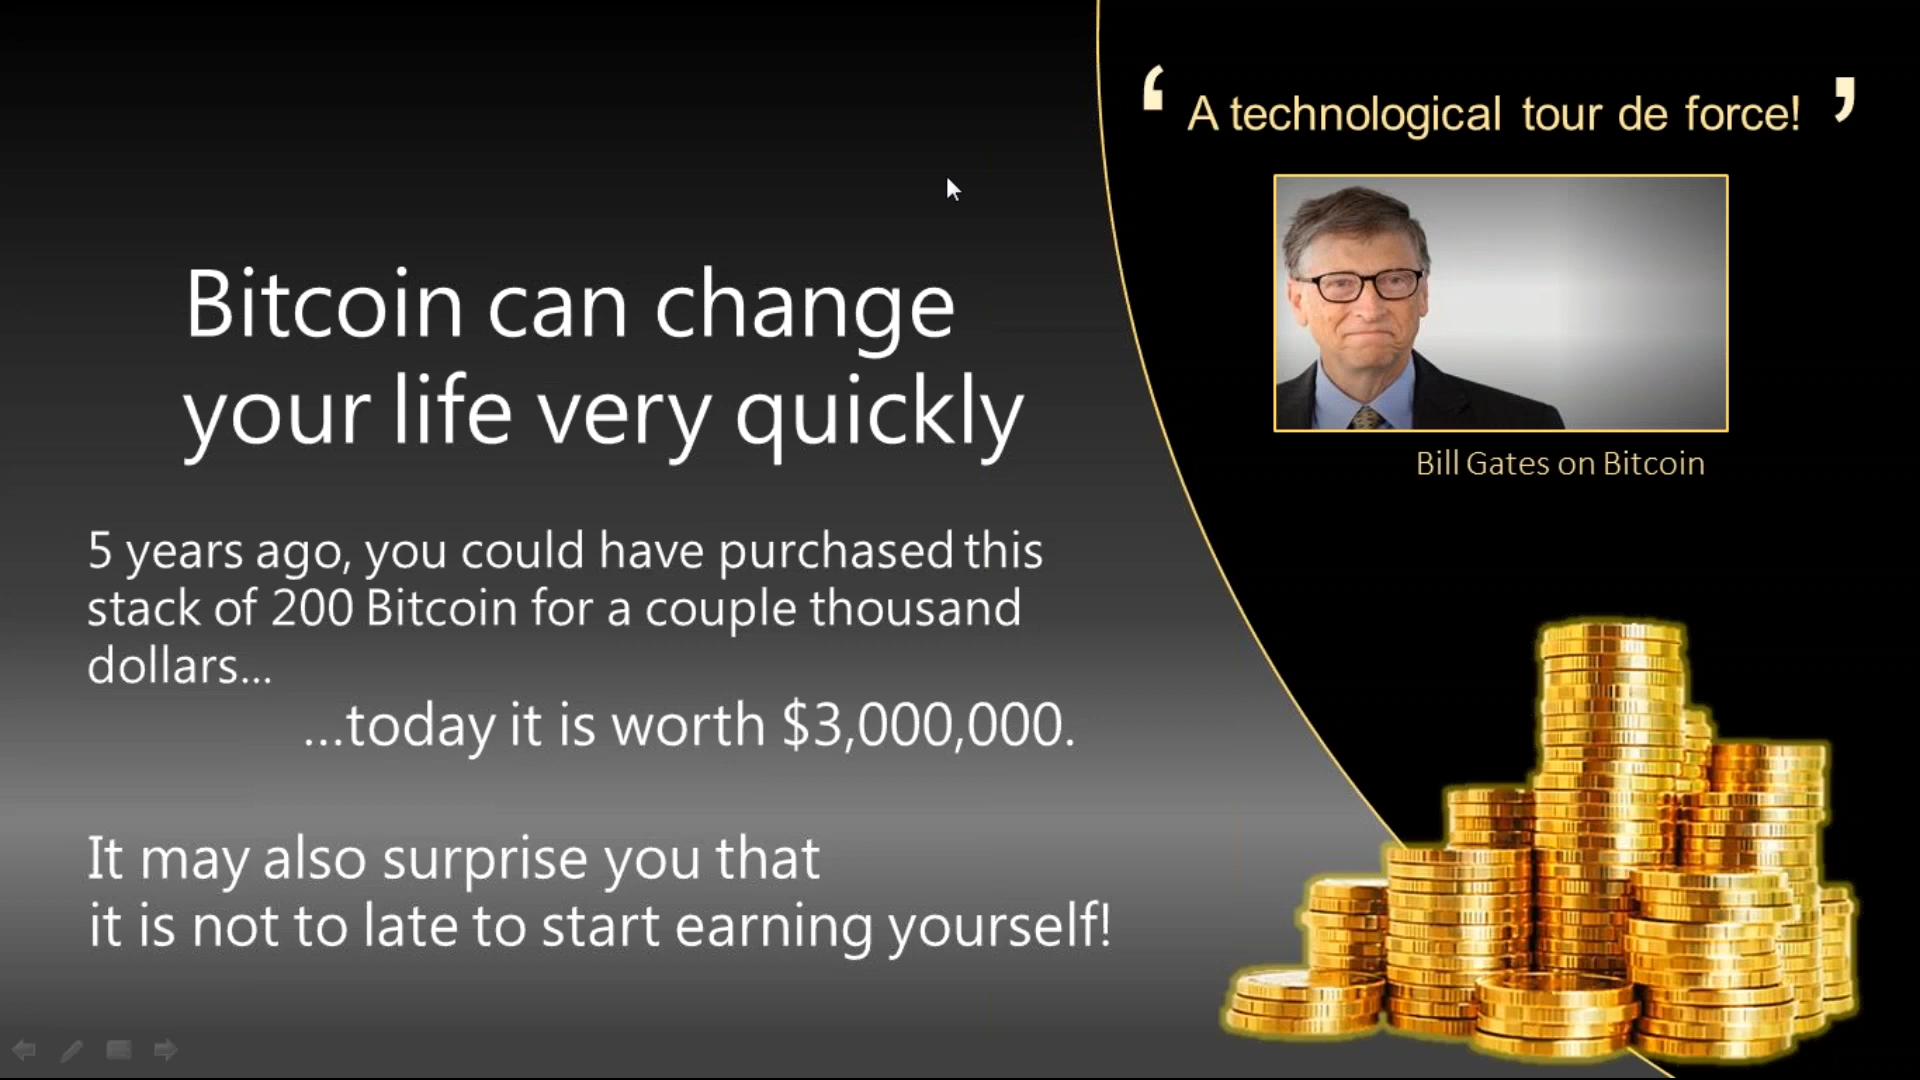 ‘ A technological tour de force! ’
Bill Gates on Bitcoin
Bitcoin can change
your life very quickly
5 years ago, you could have purchased this
stack of 200 Bitcoin for a couple thousand
dollars...
...today it is worth $3,000,000.
It may also surprise you that
it is not to late to start earning yourself!